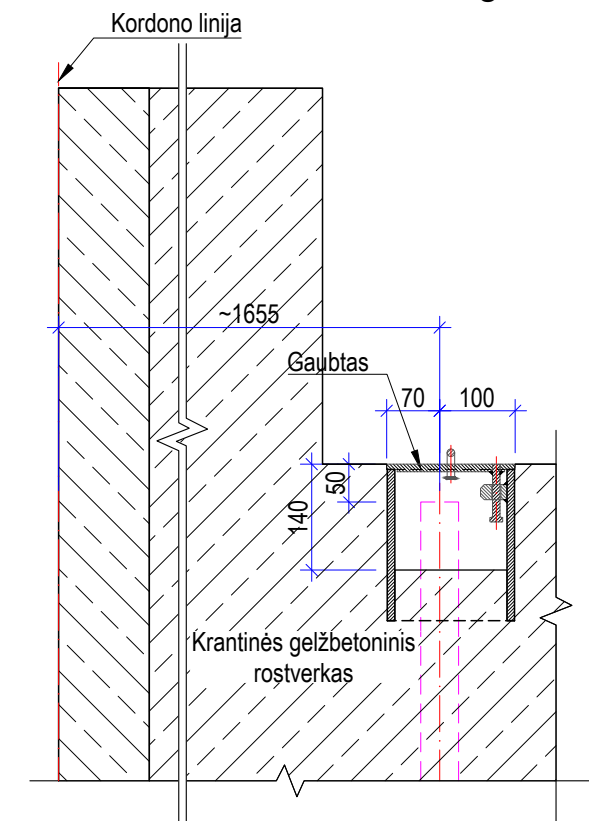 Kordono linija
~1655
Gaubtas
70
100
50
140
Krantinės gelžbetoninis
rostverkas